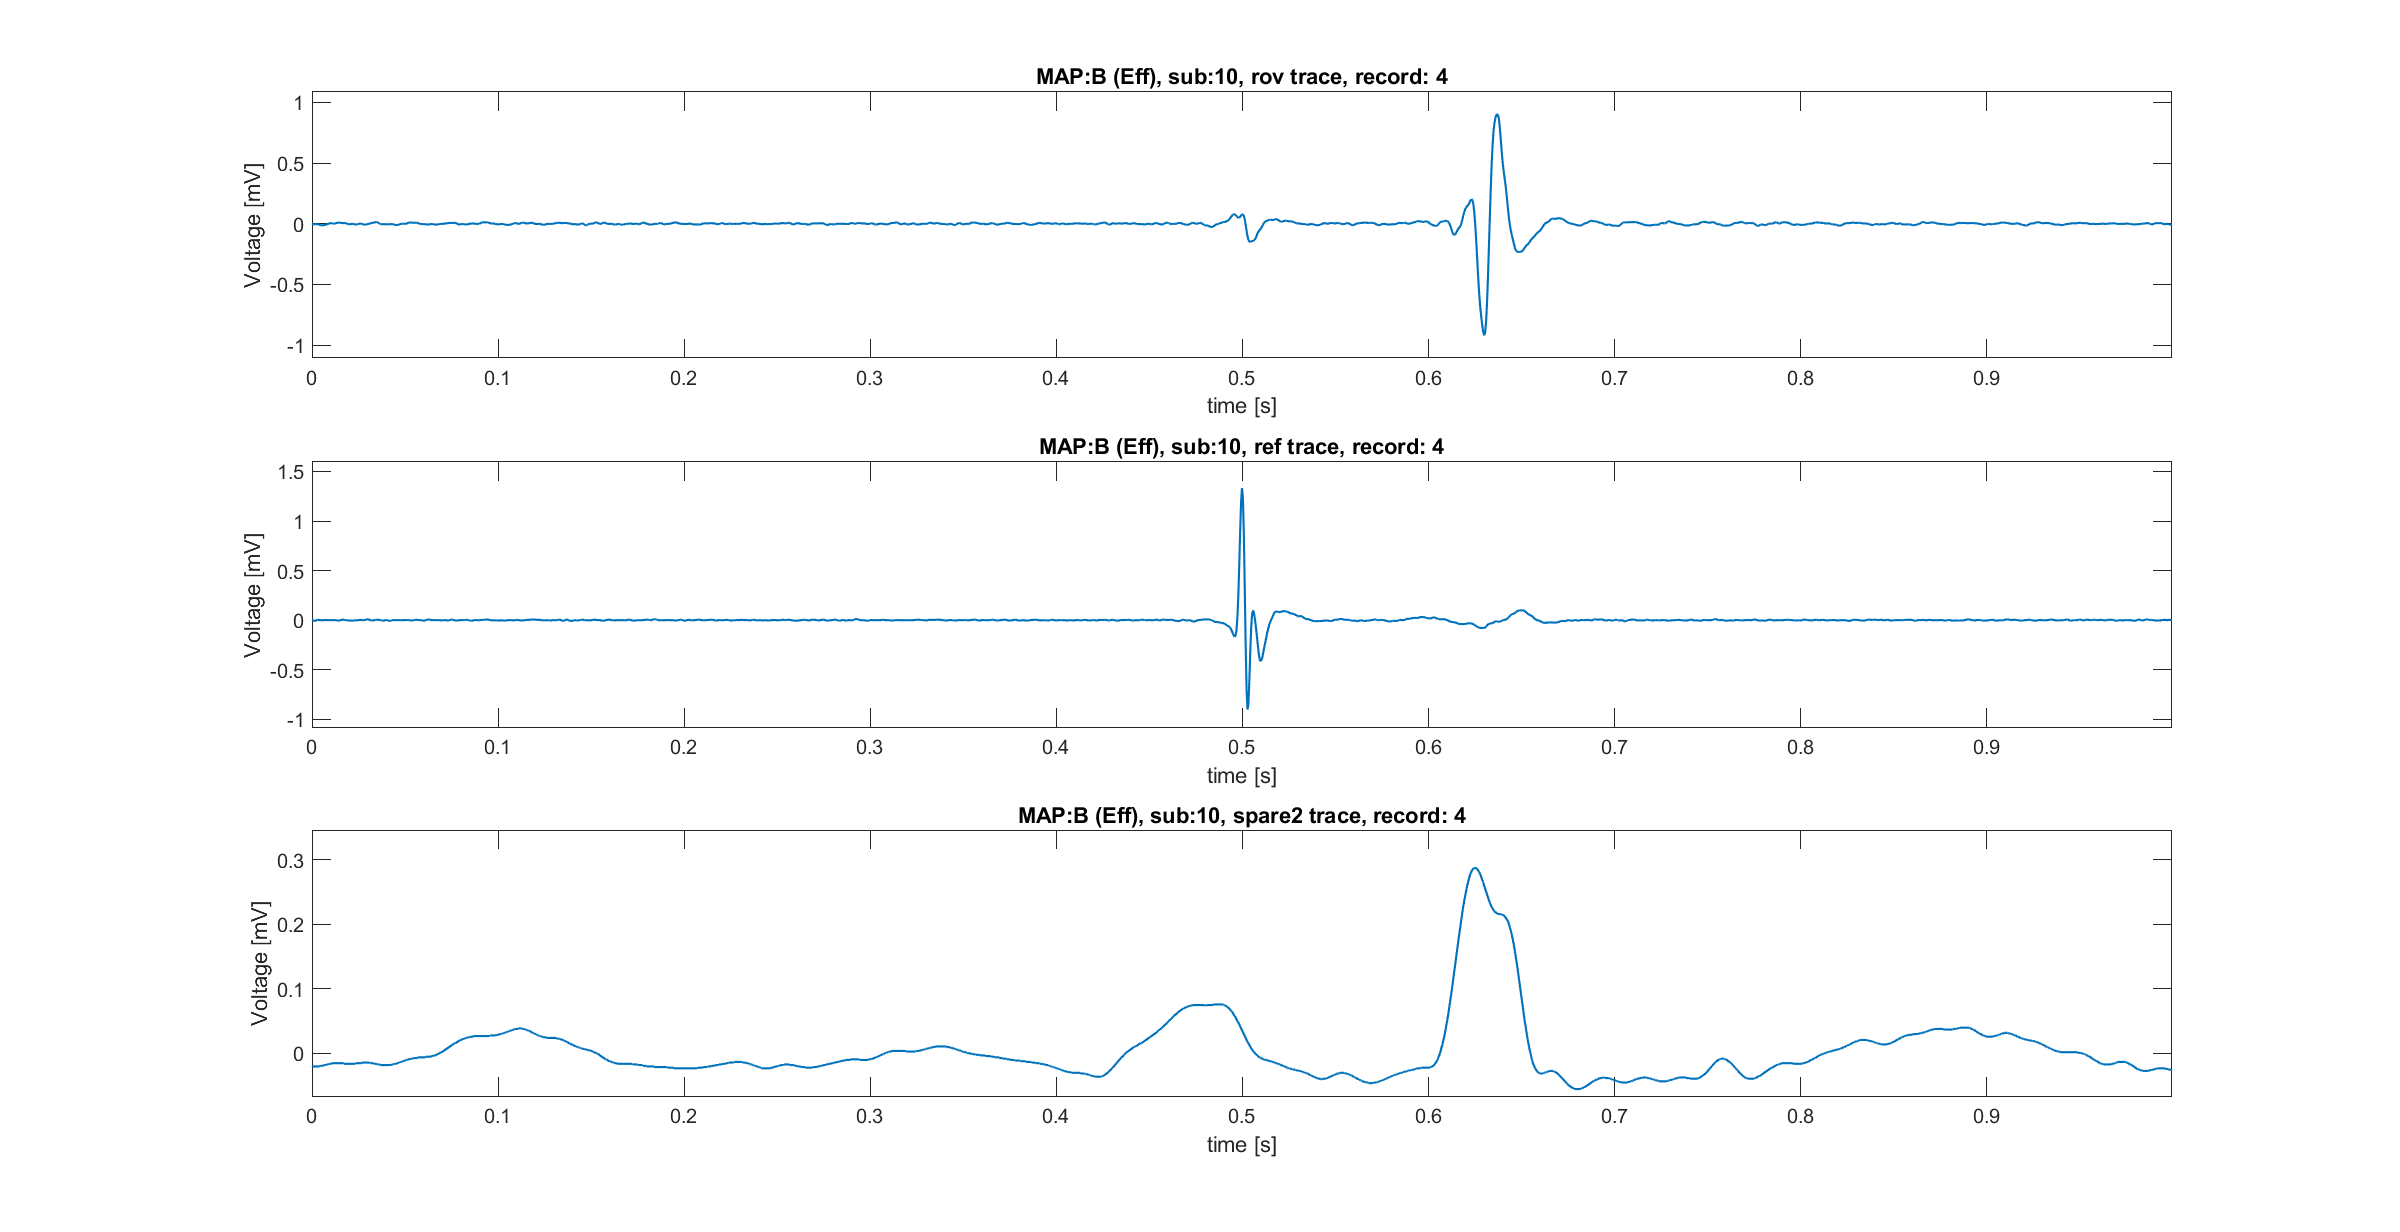 MAP:B (Eff), sub:10, rov trace, record: 4
Voltage [mV]
1
0.5
0
-0.5
-1
0 0.1 0.2 0.3 0.4 0.5 0.6 0.7 0.8 0.9
time [s]
MAP:B (Eff), sub:10, ref trace, record: 4
Voltage [mV]
1.5
1
0.5
0
-0.5
-1
0 0.1 0.2 0.3 0.4 0.5 0.6 0.7 0.8 0.9
time [s]
MAP:B (Eff), sub:10, spare2 trace, record: 4
Voltage [mV]
0.3
0.2
0.1
0
0 0.1 0.2 0.3 0.4 0.5 0.6 0.7 0.8 0.9
time [s]